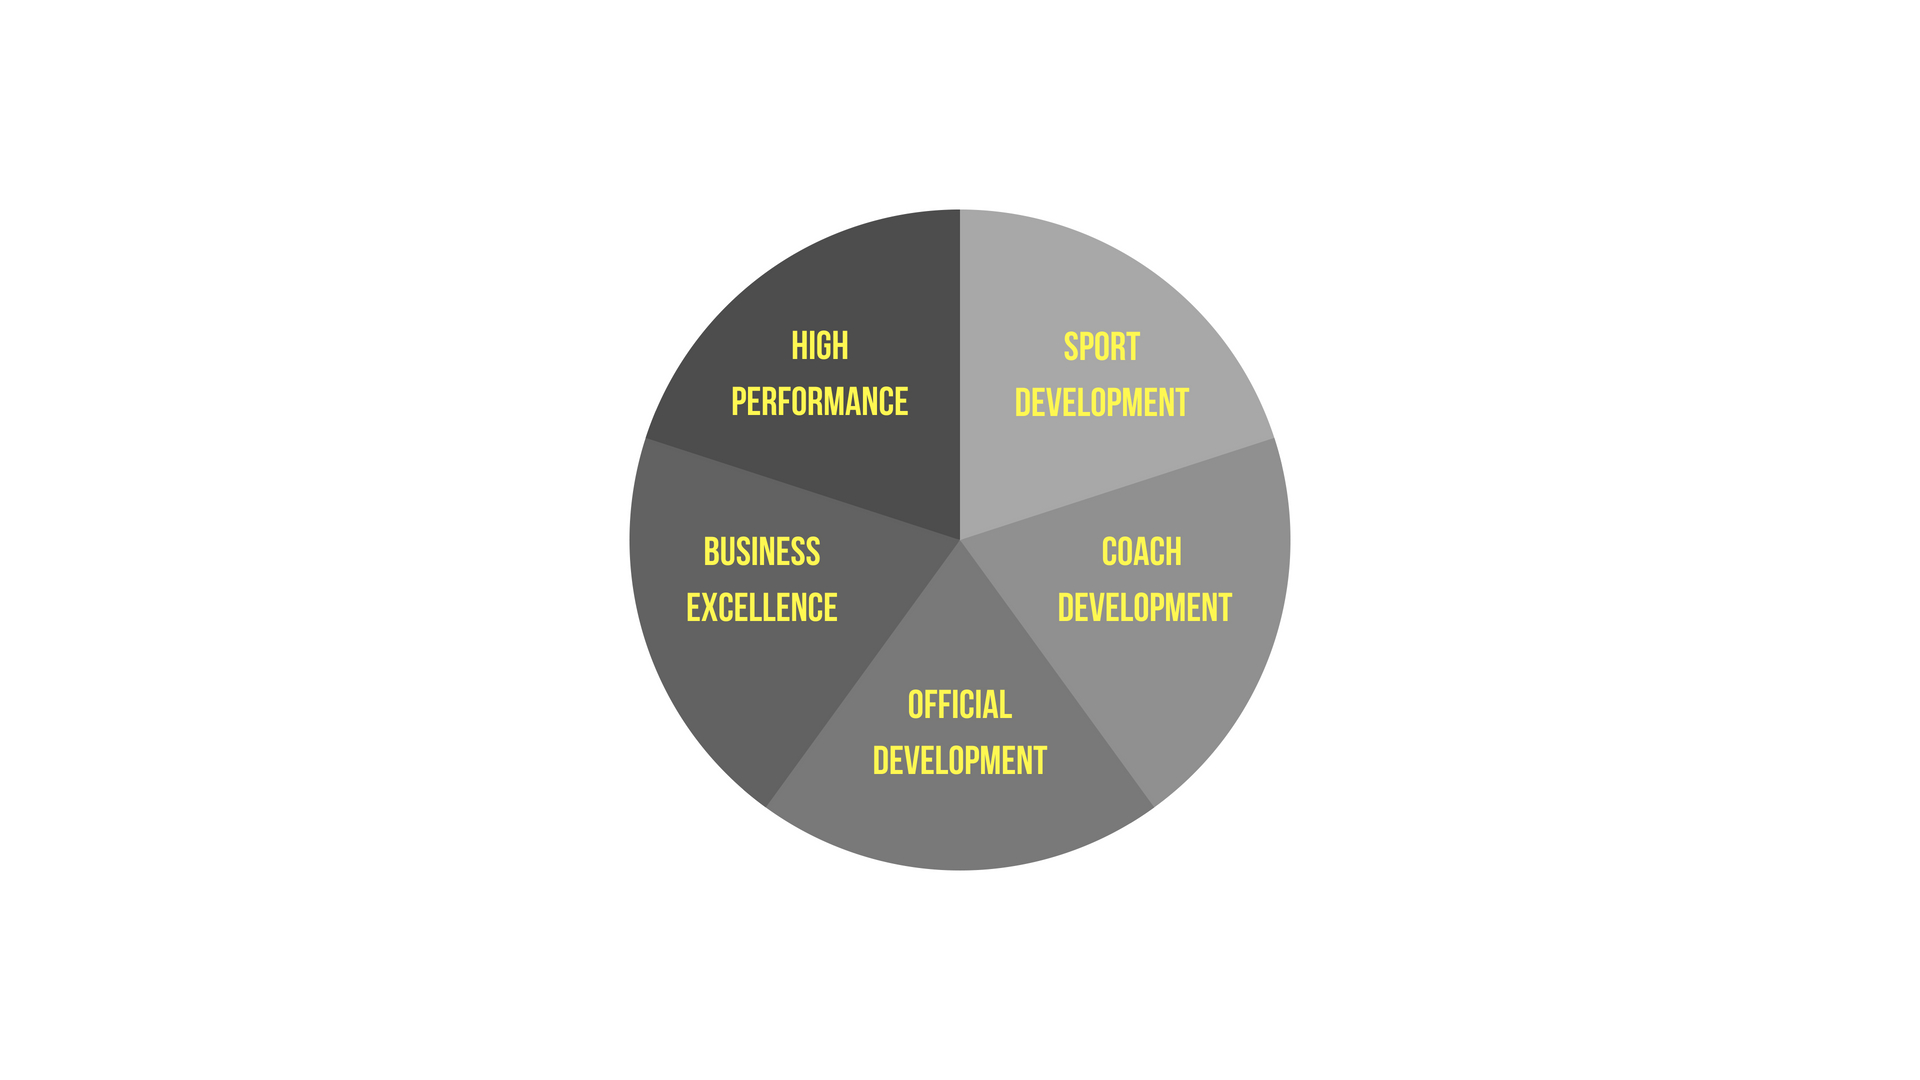 HIGH
PERFORMANCE
SPORT
DEVELOPMENT
BUSINESS
EXCELLENCE
COACH
DEVELOPMENT
OFFICIAL
DEVELOPMENT